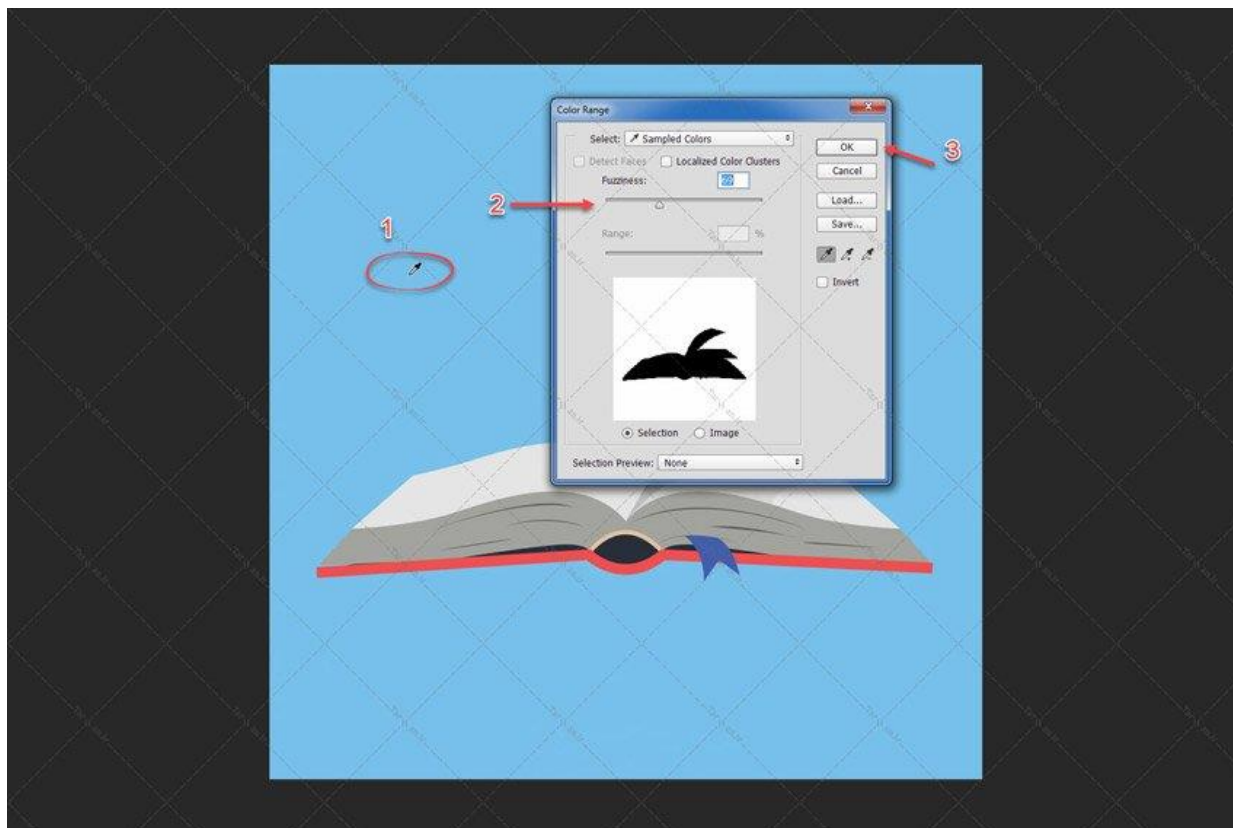 Color Range
Select: Sampled Colors
Detect Faces Localized Color Clusters
Fuzziness:
Range: %
Selection Image
Selection Preview: None
OK
Cancel
Load...
Save...
Invert
1
2
3